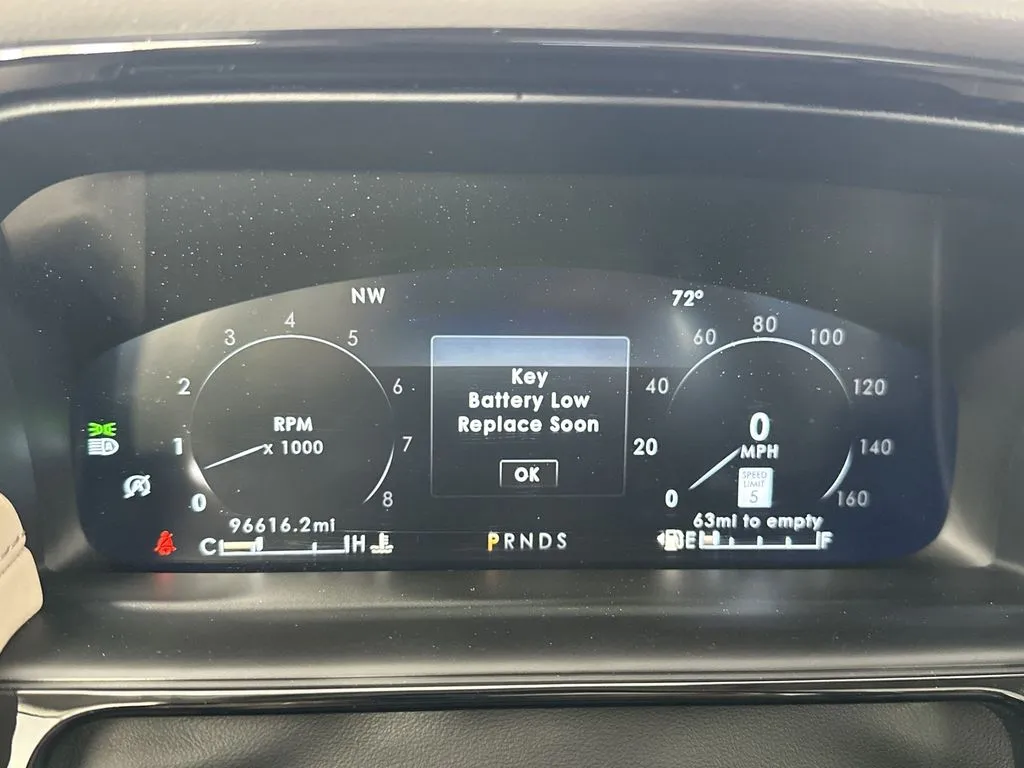 NW
72°
4
3
5
2
6
1
7
0
8
RPM
x 1000
Key
Battery Low
Replace Soon
OK
80
60
100
40
120
20
140
0
160
0
MPH
SPEED
LIMIT
5
96616.2mi
63mi to empty
C H
PRNDS
E F
A